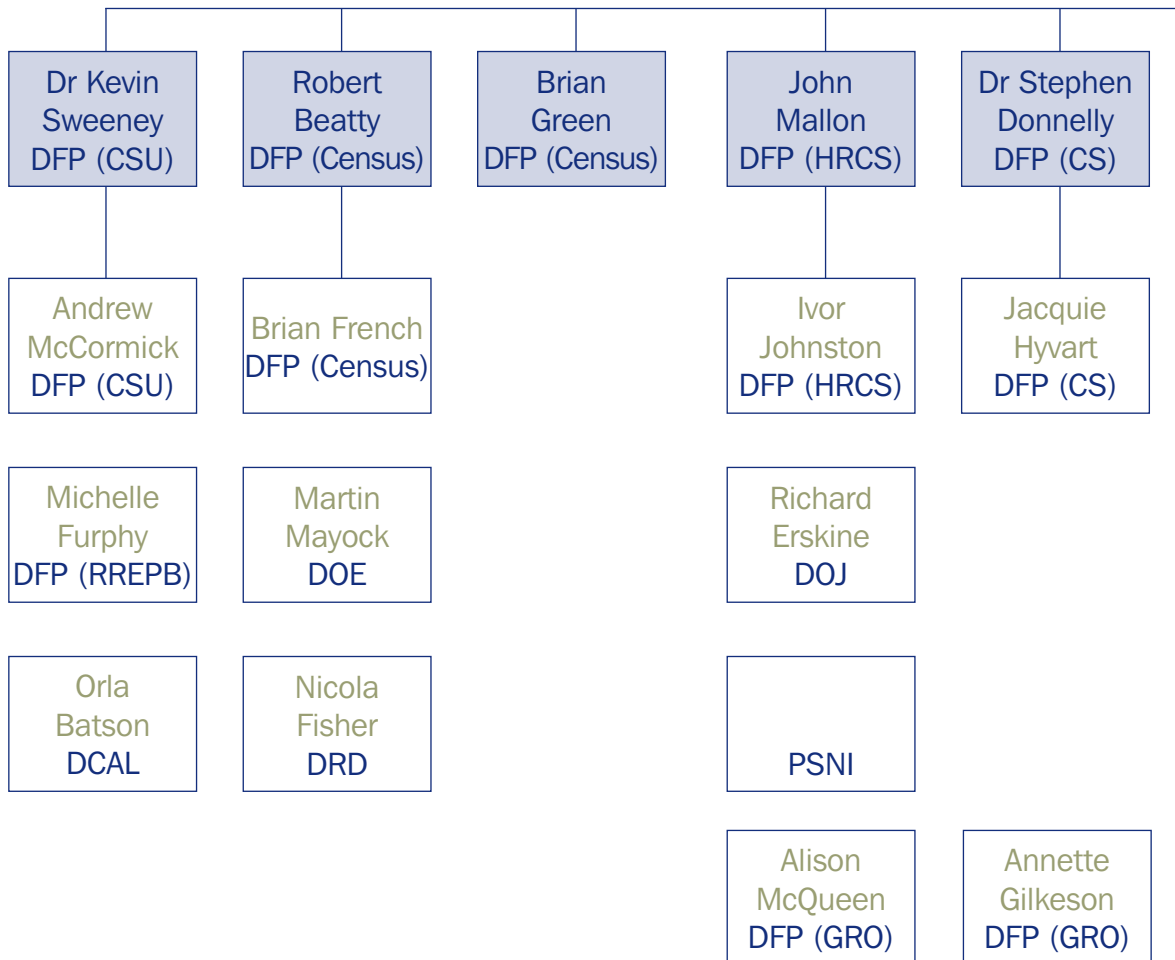 Dr Kevin
Sweeney
DFP (CSU)
Robert
Beatty
DFP (Census)
Brian
Green
DFP (Census)
John
Mallon
DFP (HRCS)
Dr Stephen
Donnelly
DFP (CS)
Andrew
McCormick
DFP (CSU)
Brian French
DFP (Census)
Ivor
Johnston
DFP (HRCS)
Jacquie
Hyvart
DFP (CS)
Michelle
Furphy
DFP (RREPB)
Martin
Mayock
DOE
Richard
Erskine
DOJ
Orla
Batson
DCAL
Nicola
Fisher
DRD
PSNI
Alison
McQueen
DFP (GRO)
Annette
Gilkeson
DFP (GRO)